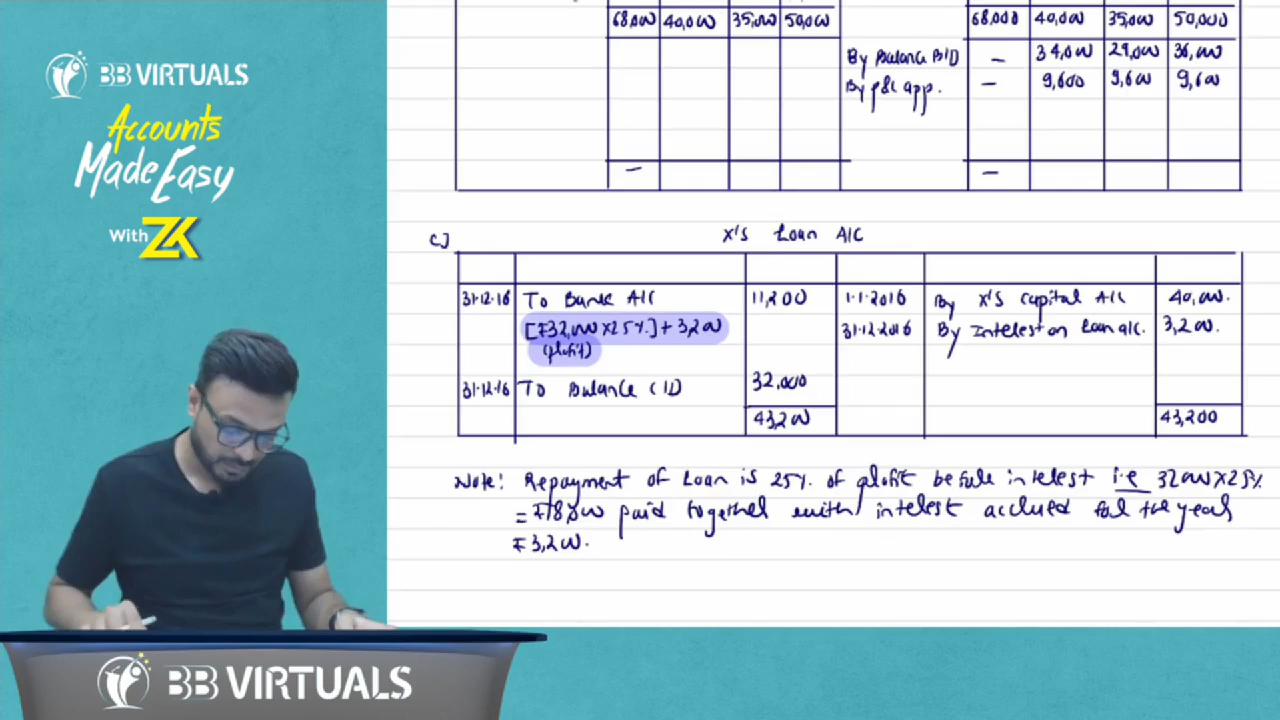 BB VIRTUALS
Accounts
Made Easy
With ZK
68,000 40,000 35,000 50,000 68,000 40,000 35,000 50,000
By Balance B/D — 34,000 29,000 36,000
By P&L app. — 9,600 9,600 9,600
— —
C] X'S Loan A/C
31-12-16 To Bank A/C 11,200 1-1-2016 By X'S Capital A/C 40,000.
[₹32,000 x 25%] + 3,200 31-12-2016 By Interest on Loan a/c. 3,200.
(profit)
31-12-16 To Balance C/D 32,000
43,200 43,200
Note: Repayment of Loan is 25% of profit before interest i.e 32000 x 25%
= paid together with interest accrued for the year
₹3,200.
BB VIRTUALS